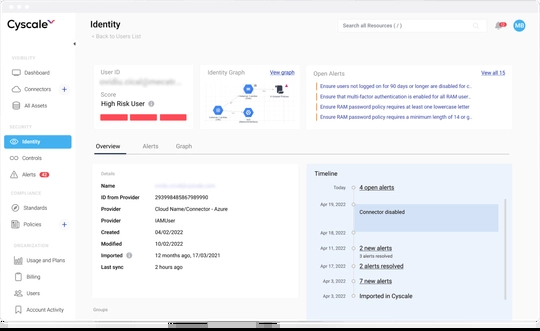 Cyscale
Identity
< Back to Users List
Search all Resources ( / )
MB
VISIBILITY
Dashboard
Connectors
All Assets
SECURITY
Identity
Controls
Alerts 42
COMPLIANCE
Standards
Policies
ORGANIZATION
Usage and Plans
Billing
Users
Account Activity
User ID
Score
High Risk User
Identity Graph
View graph
Open Alerts
View all 15
Ensure users not logged on for 90 days or longer are disabled for c..
Ensure that multi-factor authentication is enabled for all RAM user..
Ensure RAM password policy requires at least one lowercase letter
Ensure RAM password policy requires a minimum length of 14 or g..
Overview
Alerts
Graph
Details
Name
ID from Provider 293998485867989990
Provider Cloud Name/Connector - Azure
Provider IAMUser
Created 04/02/2022
Modified 10/02/2022
Imported 12 months ago, 17/03/2021
Last sync 2 hours ago
Groups
Timeline
Today 4 open alerts
Apr 19, 2022
Connector disabled
Apr 18, 2022
Apr 11, 2022 2 new alerts
3 alerts resolved
Apr 17, 2022 2 alerts resolved
Apr 3, 2022 7 new alerts
Apr 2, 2022 Imported in Cyscale